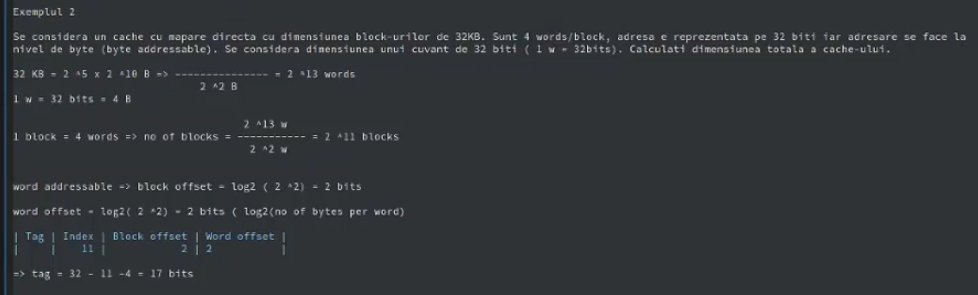 Exemplul 2
Se considera un cache cu mapare directa cu dimensiunea block-urilor de 32KB. Sunt 4 words/block, adresa e reprezentata pe 32 biti iar adresare se face la
nivel de byte (byte addressable). Se considera dimensiunea unui cuvant de 32 biti ( 1 w = 32bits). Calculati dimensiunea totala a cache-ului.
32 KB = 2 ^5 x 2 ^10 B => --------------- = 2 ^13 words
2 ^2 B
1 w = 32 bits = 4 B
2 ^13 w
1 block = 4 words => no of blocks = ----------- = 2 ^11 blocks
2 ^2 w
word addressable => block offset = log2 ( 2 ^2) = 2 bits
word offset = log2( 2 ^2) = 2 bits ( log2(no of bytes per word)
| Tag | Index | Block offset | Word offset |
|     |    11 |            2 | 2           |
=> tag = 32 - 11 -4 = 17 bits